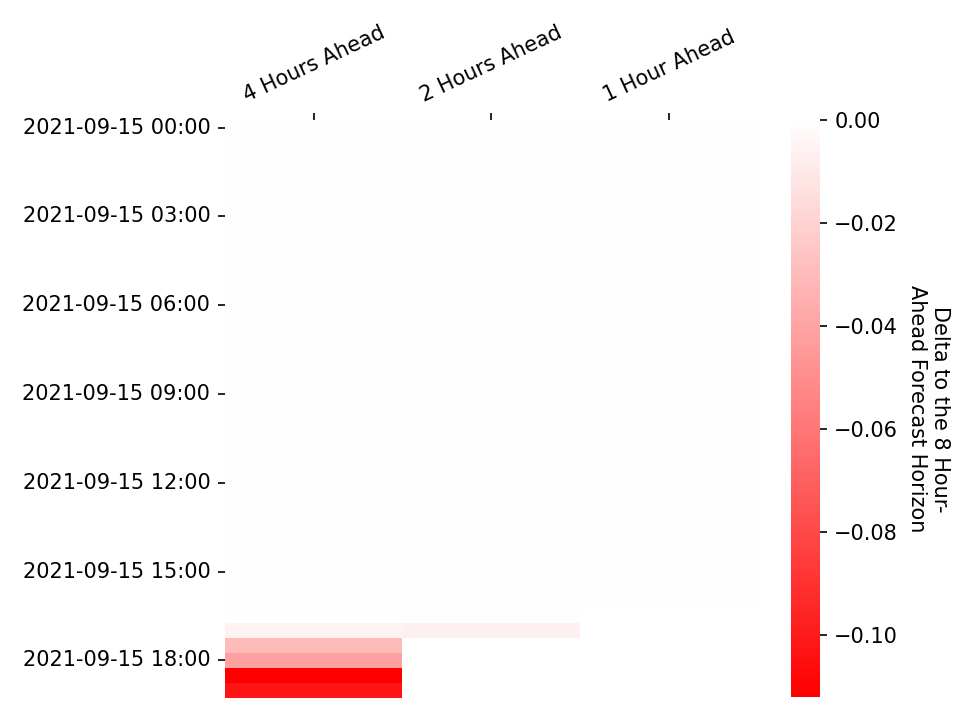 4 Hours Ahead
2 Hours Ahead
1 Hour Ahead
2021-09-15 00:00
2021-09-15 03:00
2021-09-15 06:00
2021-09-15 09:00
2021-09-15 12:00
2021-09-15 15:00
2021-09-15 18:00
0.00
−0.02
−0.04
−0.06
−0.08
−0.10
Delta to the 8 Hour-
Ahead Forecast Horizon